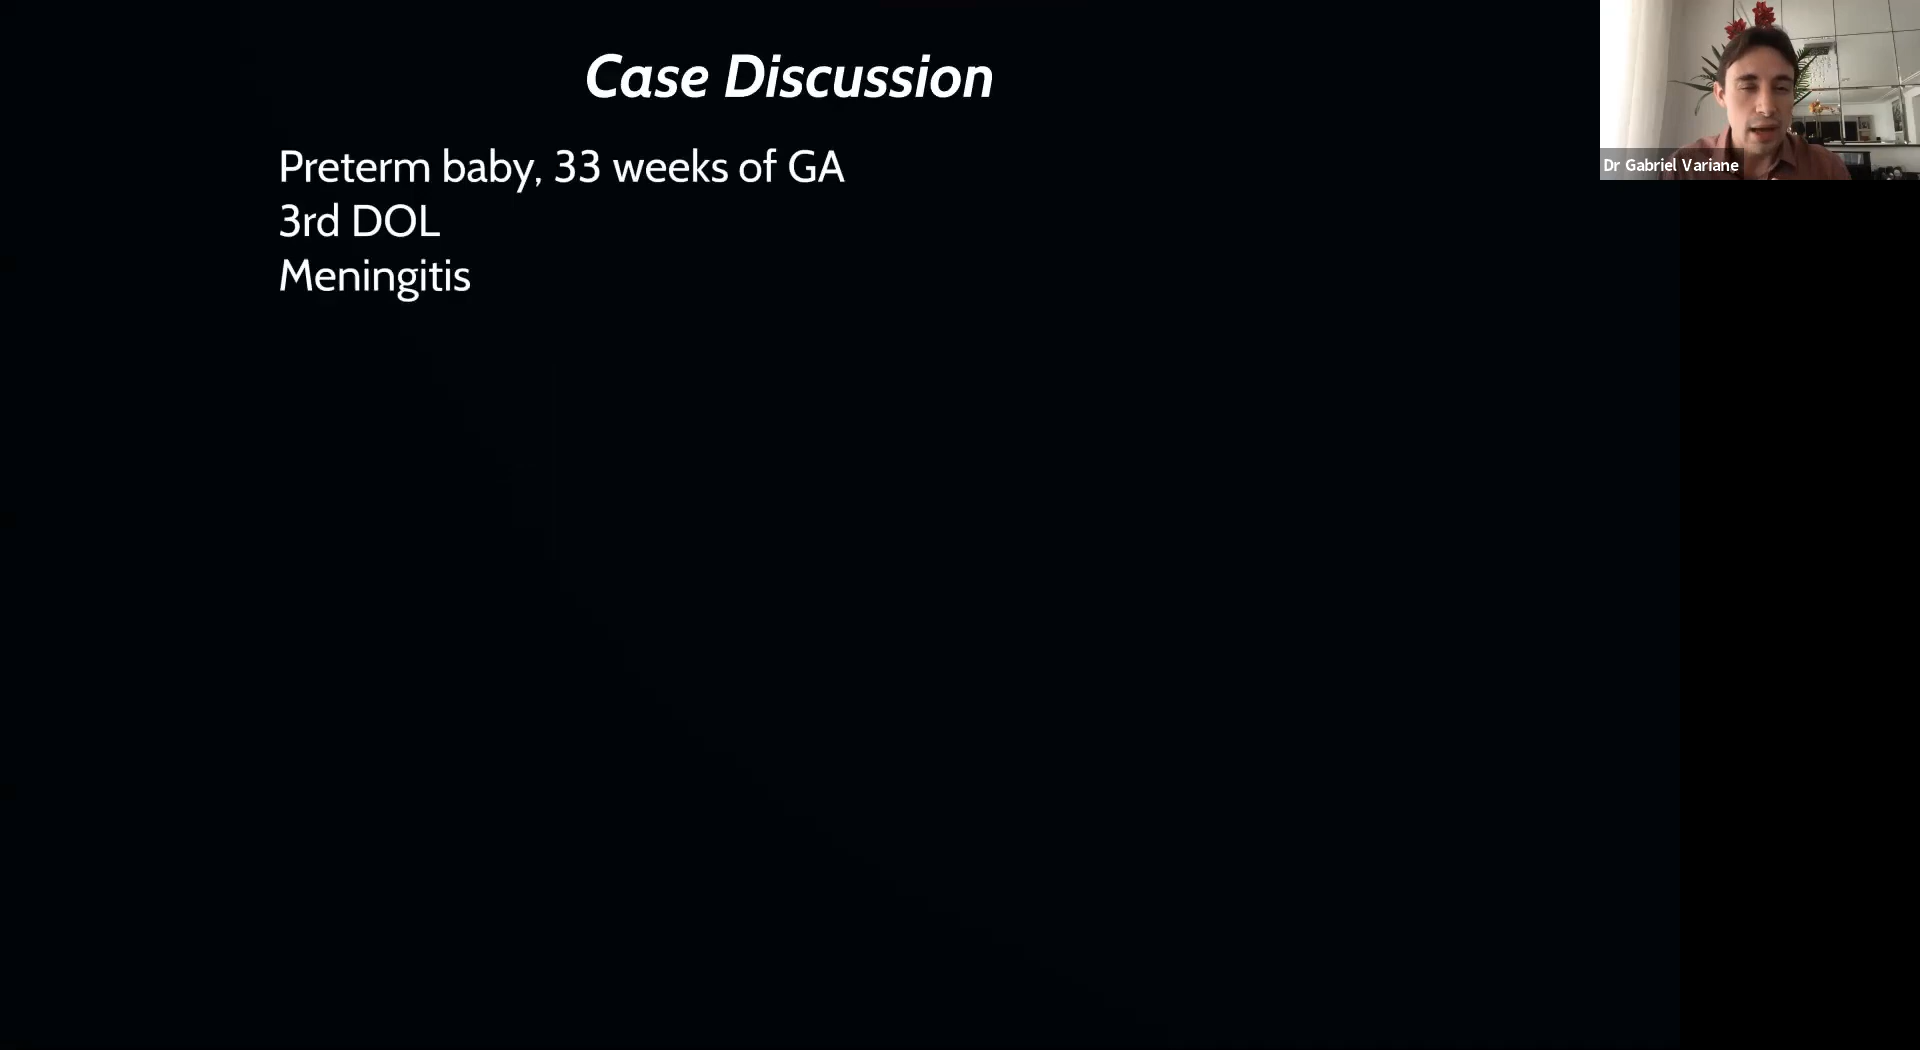 Case Discussion
Preterm baby, 33 weeks of GA
3rd DOL
Meningitis
Dr Gabriel Variane